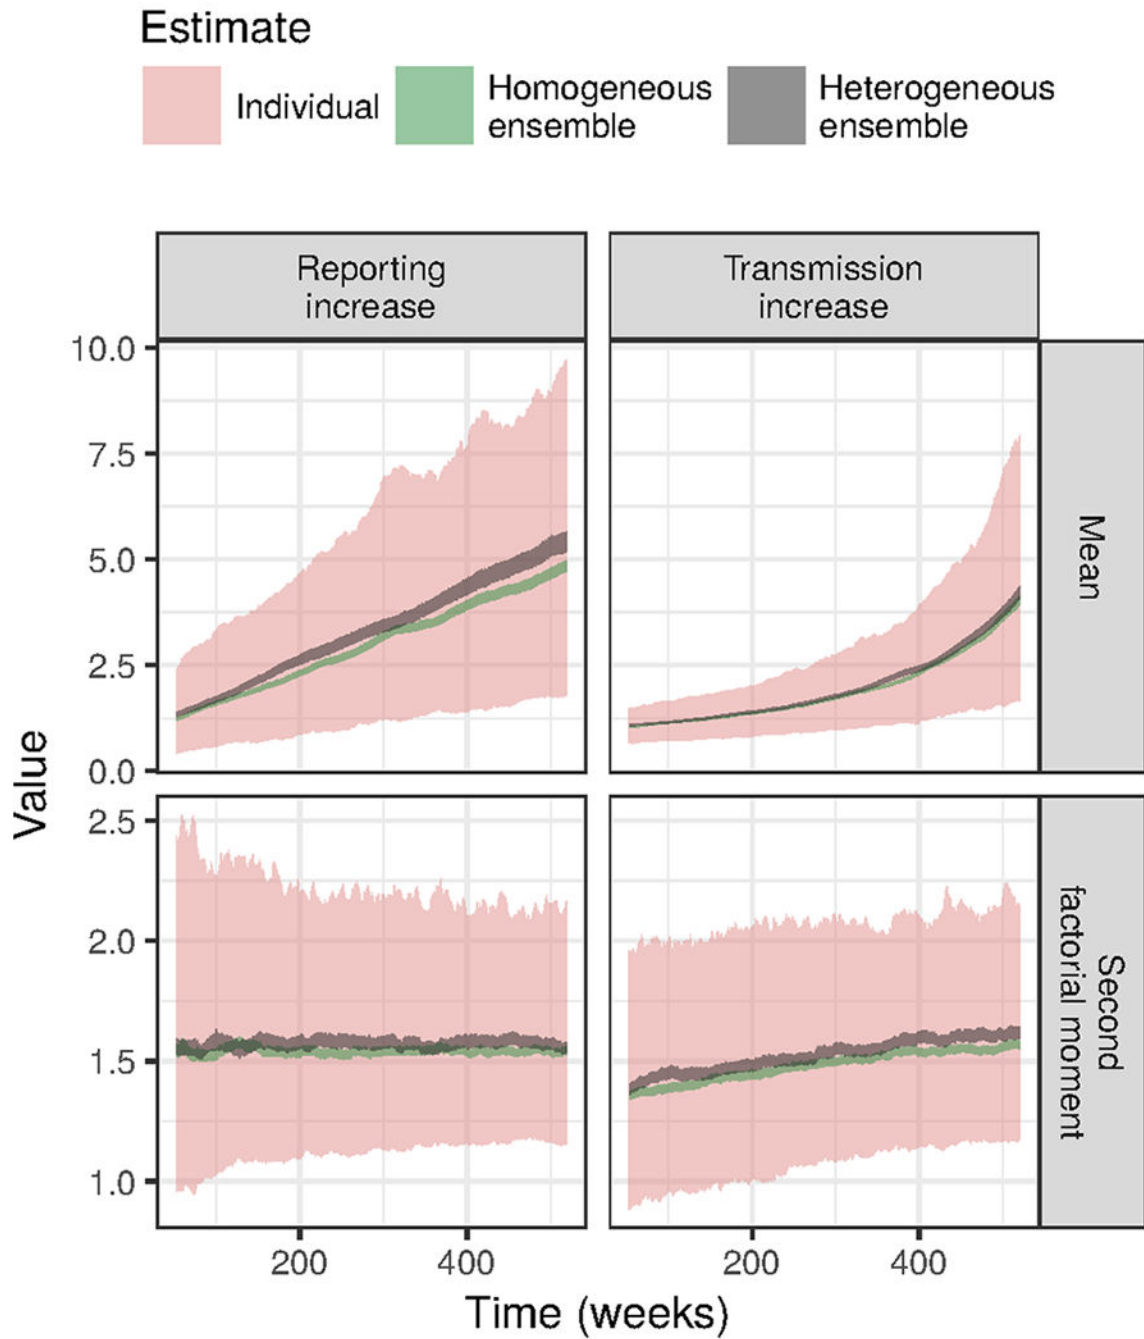 Estimate
Individual
Homogeneous
ensemble
Heterogeneous
ensemble
Reporting
increase
Transmission
increase
10.0
7.5
5.0
2.5
0.0
Mean
Value
2.5
2.0
1.5
1.0
Second
factorial moment
200
400
200
400
Time (weeks)